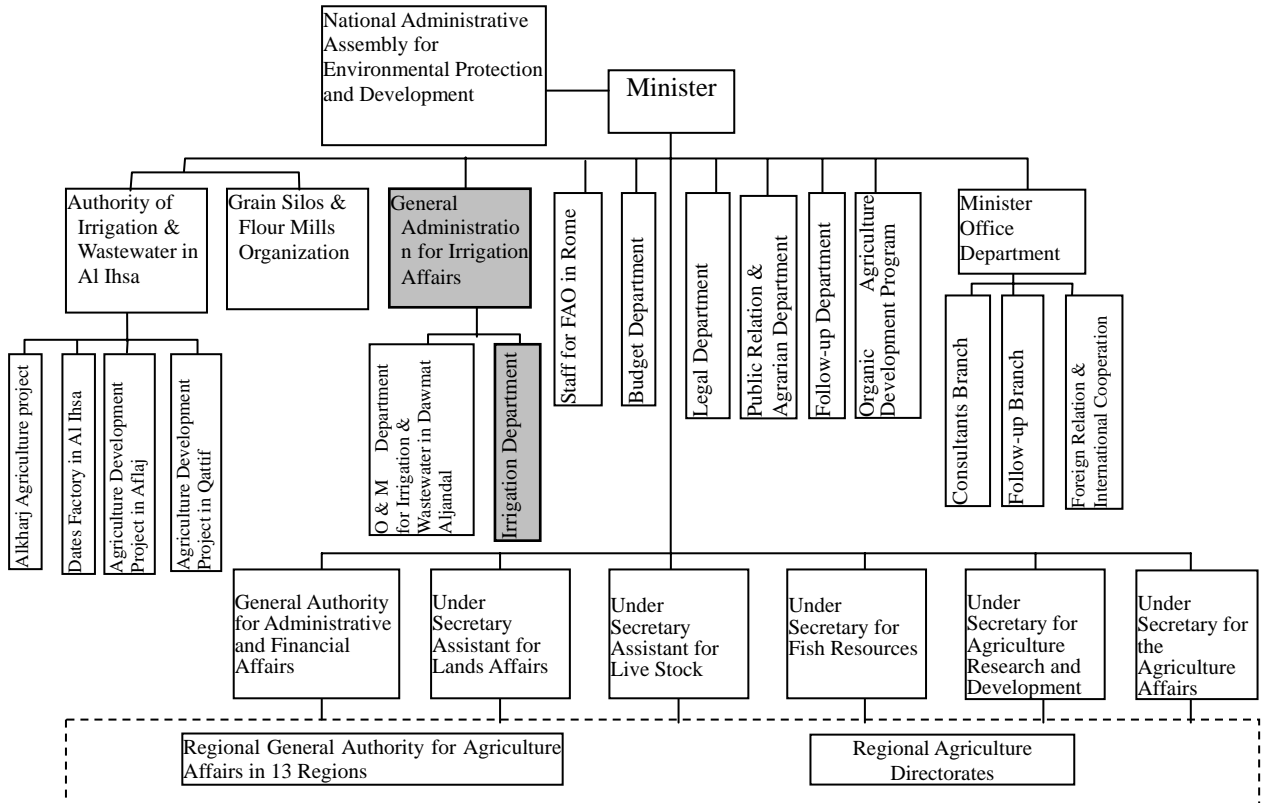 National Administrative
Assembly for
Environmental Protection
and Development
Minister
Authority of
Irrigation &
Wastewater in
Al Ihsa
Grain Silos &
Flour Mills
Organization
General
Administratio
n for Irrigation
Affairs
Staff for FAO in Rome
Budget Department
Legal Department
Public Relation &
Agrarian Department
Follow-up Department
Organic Agriculture
Development Program
Minister
Office
Department
Alkharj Agriculture project
Dates Factory in Al Ihsa
Agriculture Development
Project in Aflaj
Agriculture Development
Project in Qattif
O & M Department
for Irrigation &
Wastewater in Dawmat
Aljandal
Irrigation Department
Consultants Branch
Follow-up Branch
Foreign Relation &
International Cooperation
General Authority
for Administrative
and Financial
Affairs
Under
Secretary
Assistant for
Lands Affairs
Under
Secretary
Assistant for
Live Stock
Under
Secretary for
Fish Resources
Under
Secretary for
Agriculture
Research and
Development
Under
Secretary for
the
Agriculture
Affairs
Regional General Authority for Agriculture
Affairs in 13 Regions
Regional Agriculture
Directorates